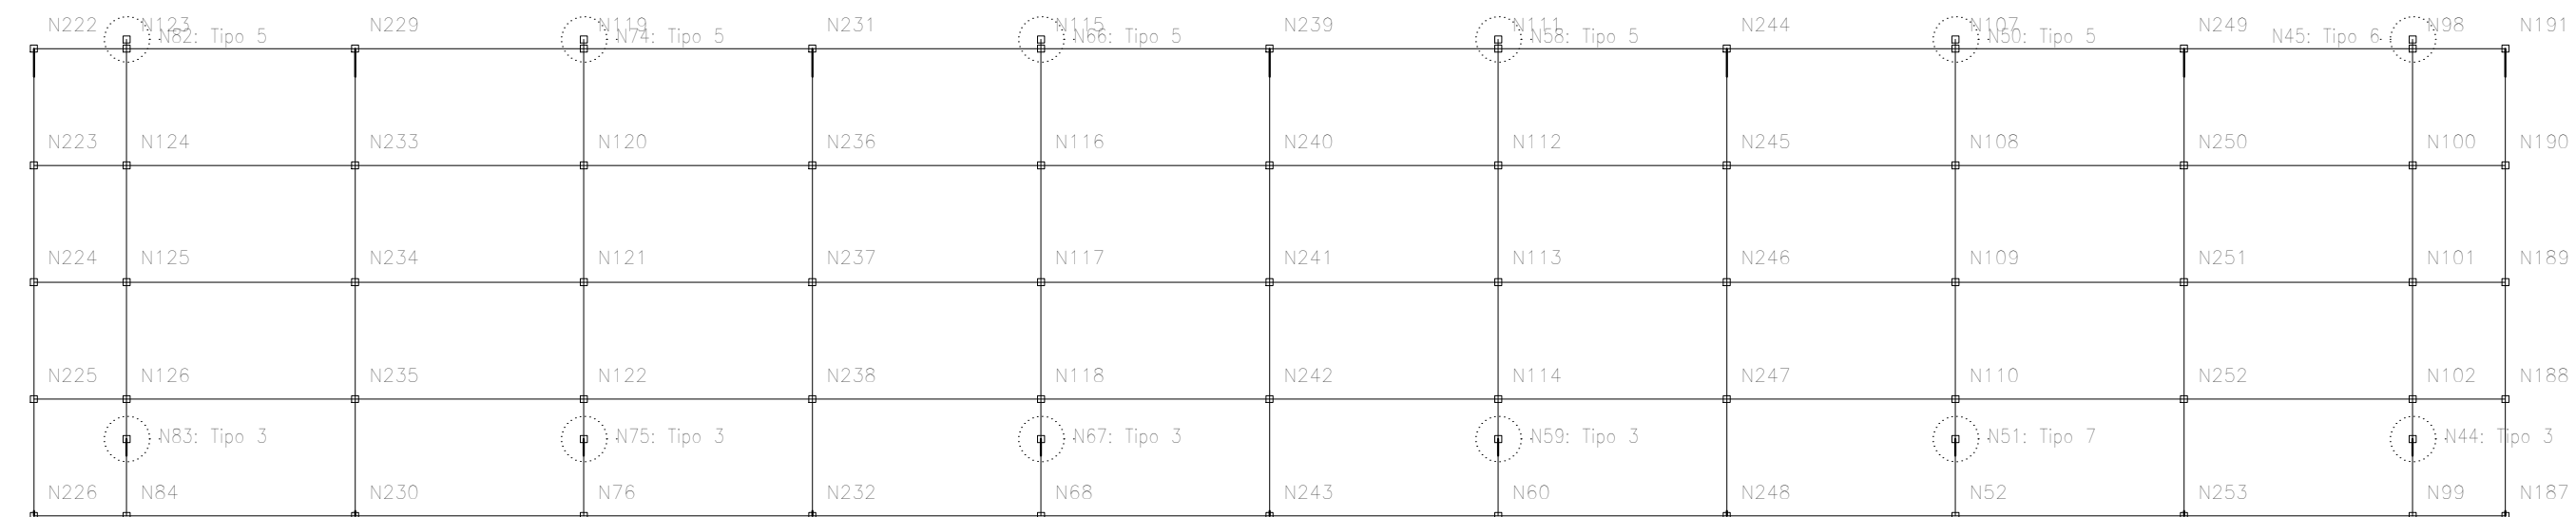 N222 N123 N229 N119 N231 N115 N239 N111 N244 N107 N249 N98 N191
N82: Tipo 5 N74: Tipo 5 N66: Tipo 5 N58: Tipo 5 N50: Tipo 5 N45: Tipo 6
N223 N124 N233 N120 N236 N116 N240 N112 N245 N108 N250 N100 N190
N224 N125 N234 N121 N237 N117 N241 N113 N246 N109 N251 N101 N189
N225 N126 N235 N122 N238 N118 N242 N114 N247 N110 N252 N102 N188
N83: Tipo 3 N75: Tipo 3 N67: Tipo 3 N59: Tipo 3 N51: Tipo 7 N44: Tipo 3
N226 N84 N230 N76 N232 N68 N243 N60 N248 N52 N253 N99 N187